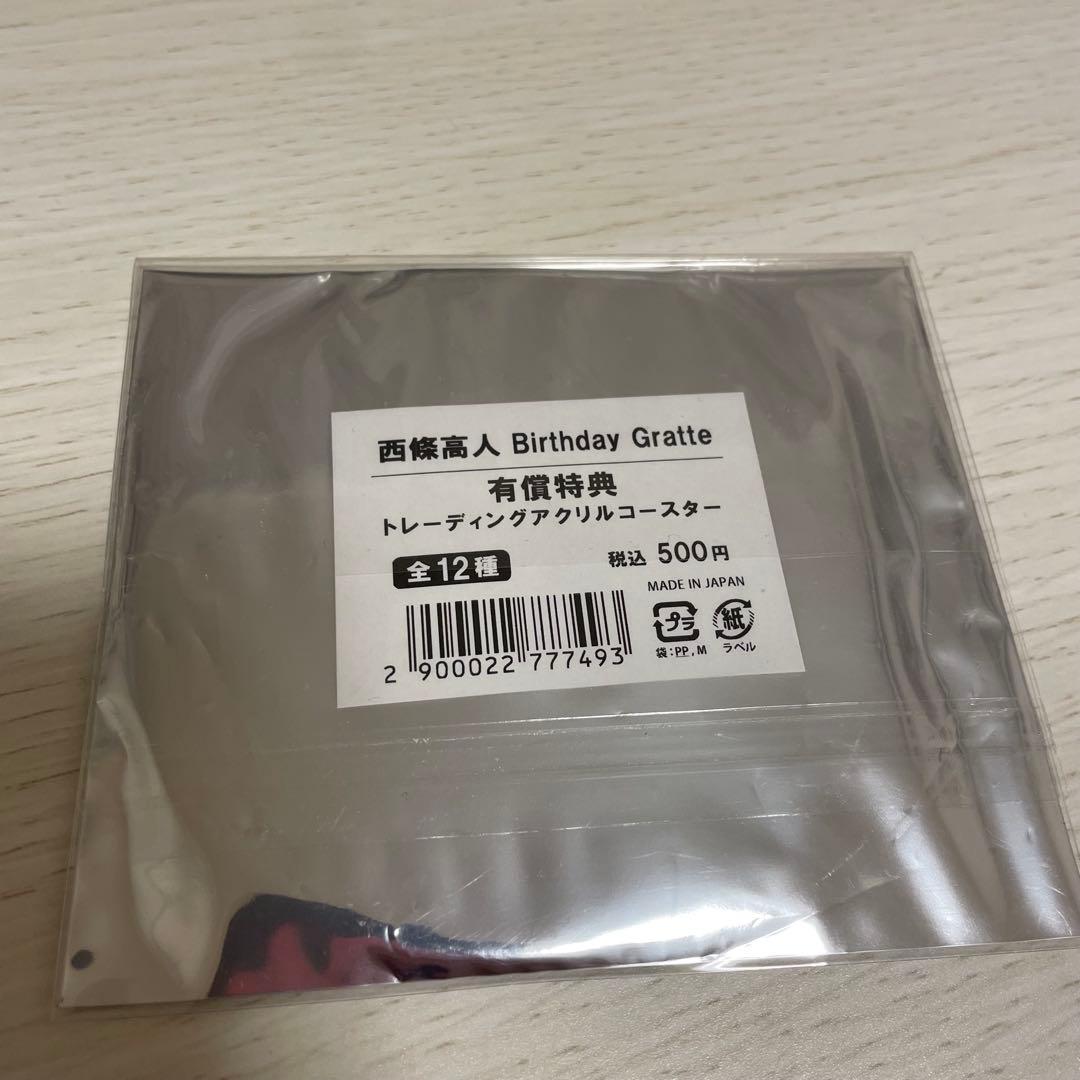 西條高人 Birthday Gratte
有償特典
トレーディングアクリルコースター
全12種 税込 500円
MADE IN JAPAN
プラ 紙
袋:PP,M ラベル
2 900022 777493